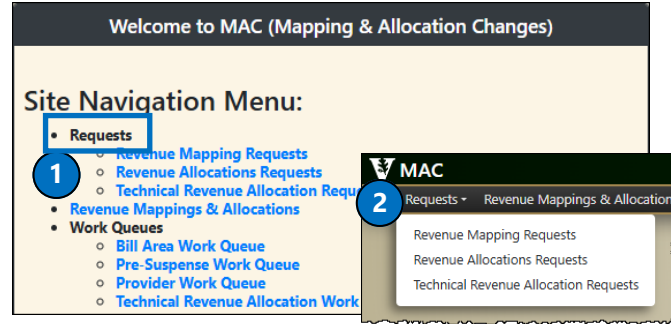 Welcome to MAC (Mapping & Allocation Changes)
Site Navigation Menu:
Requests
Revenue Mapping Requests
Revenue Allocations Requests
Technical Revenue Allocation
Revenue Mappings & Allocations
Work Queues
Bill Area Work Queue
Pre-Suspense Work Queue
Provider Work Queue
Technical Revenue Allocation Work
1
V MAC
2
Requests Revenue Mappings & Allocation
Revenue Mapping Requests
Revenue Allocations Requests
Technical Revenue Allocation Requests